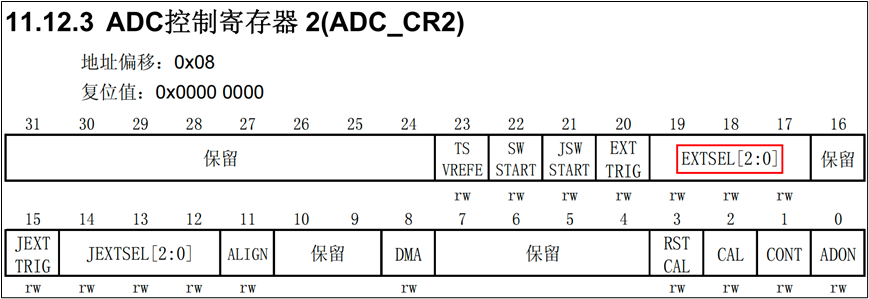 11.12.3 ADC控制寄存器 2(ADC_CR2)
地址偏移：0x08
复位值：0x0000 0000
31 30 29 28 27 26 25 24 23 22 21 20 19 18 17 16
保留 TS VREFE SW START JSW START EXT TRIG EXTSEL[2:0] 保留
rw rw rw rw rw rw rw
15 14 13 12 11 10 9 8 7 6 5 4 3 2 1 0
JEXT TRIG JEXTSEL[2:0] ALIGN 保留 DMA 保留 RST CAL CAL CONT ADON
rw rw rw rw rw rw rw rw rw rw